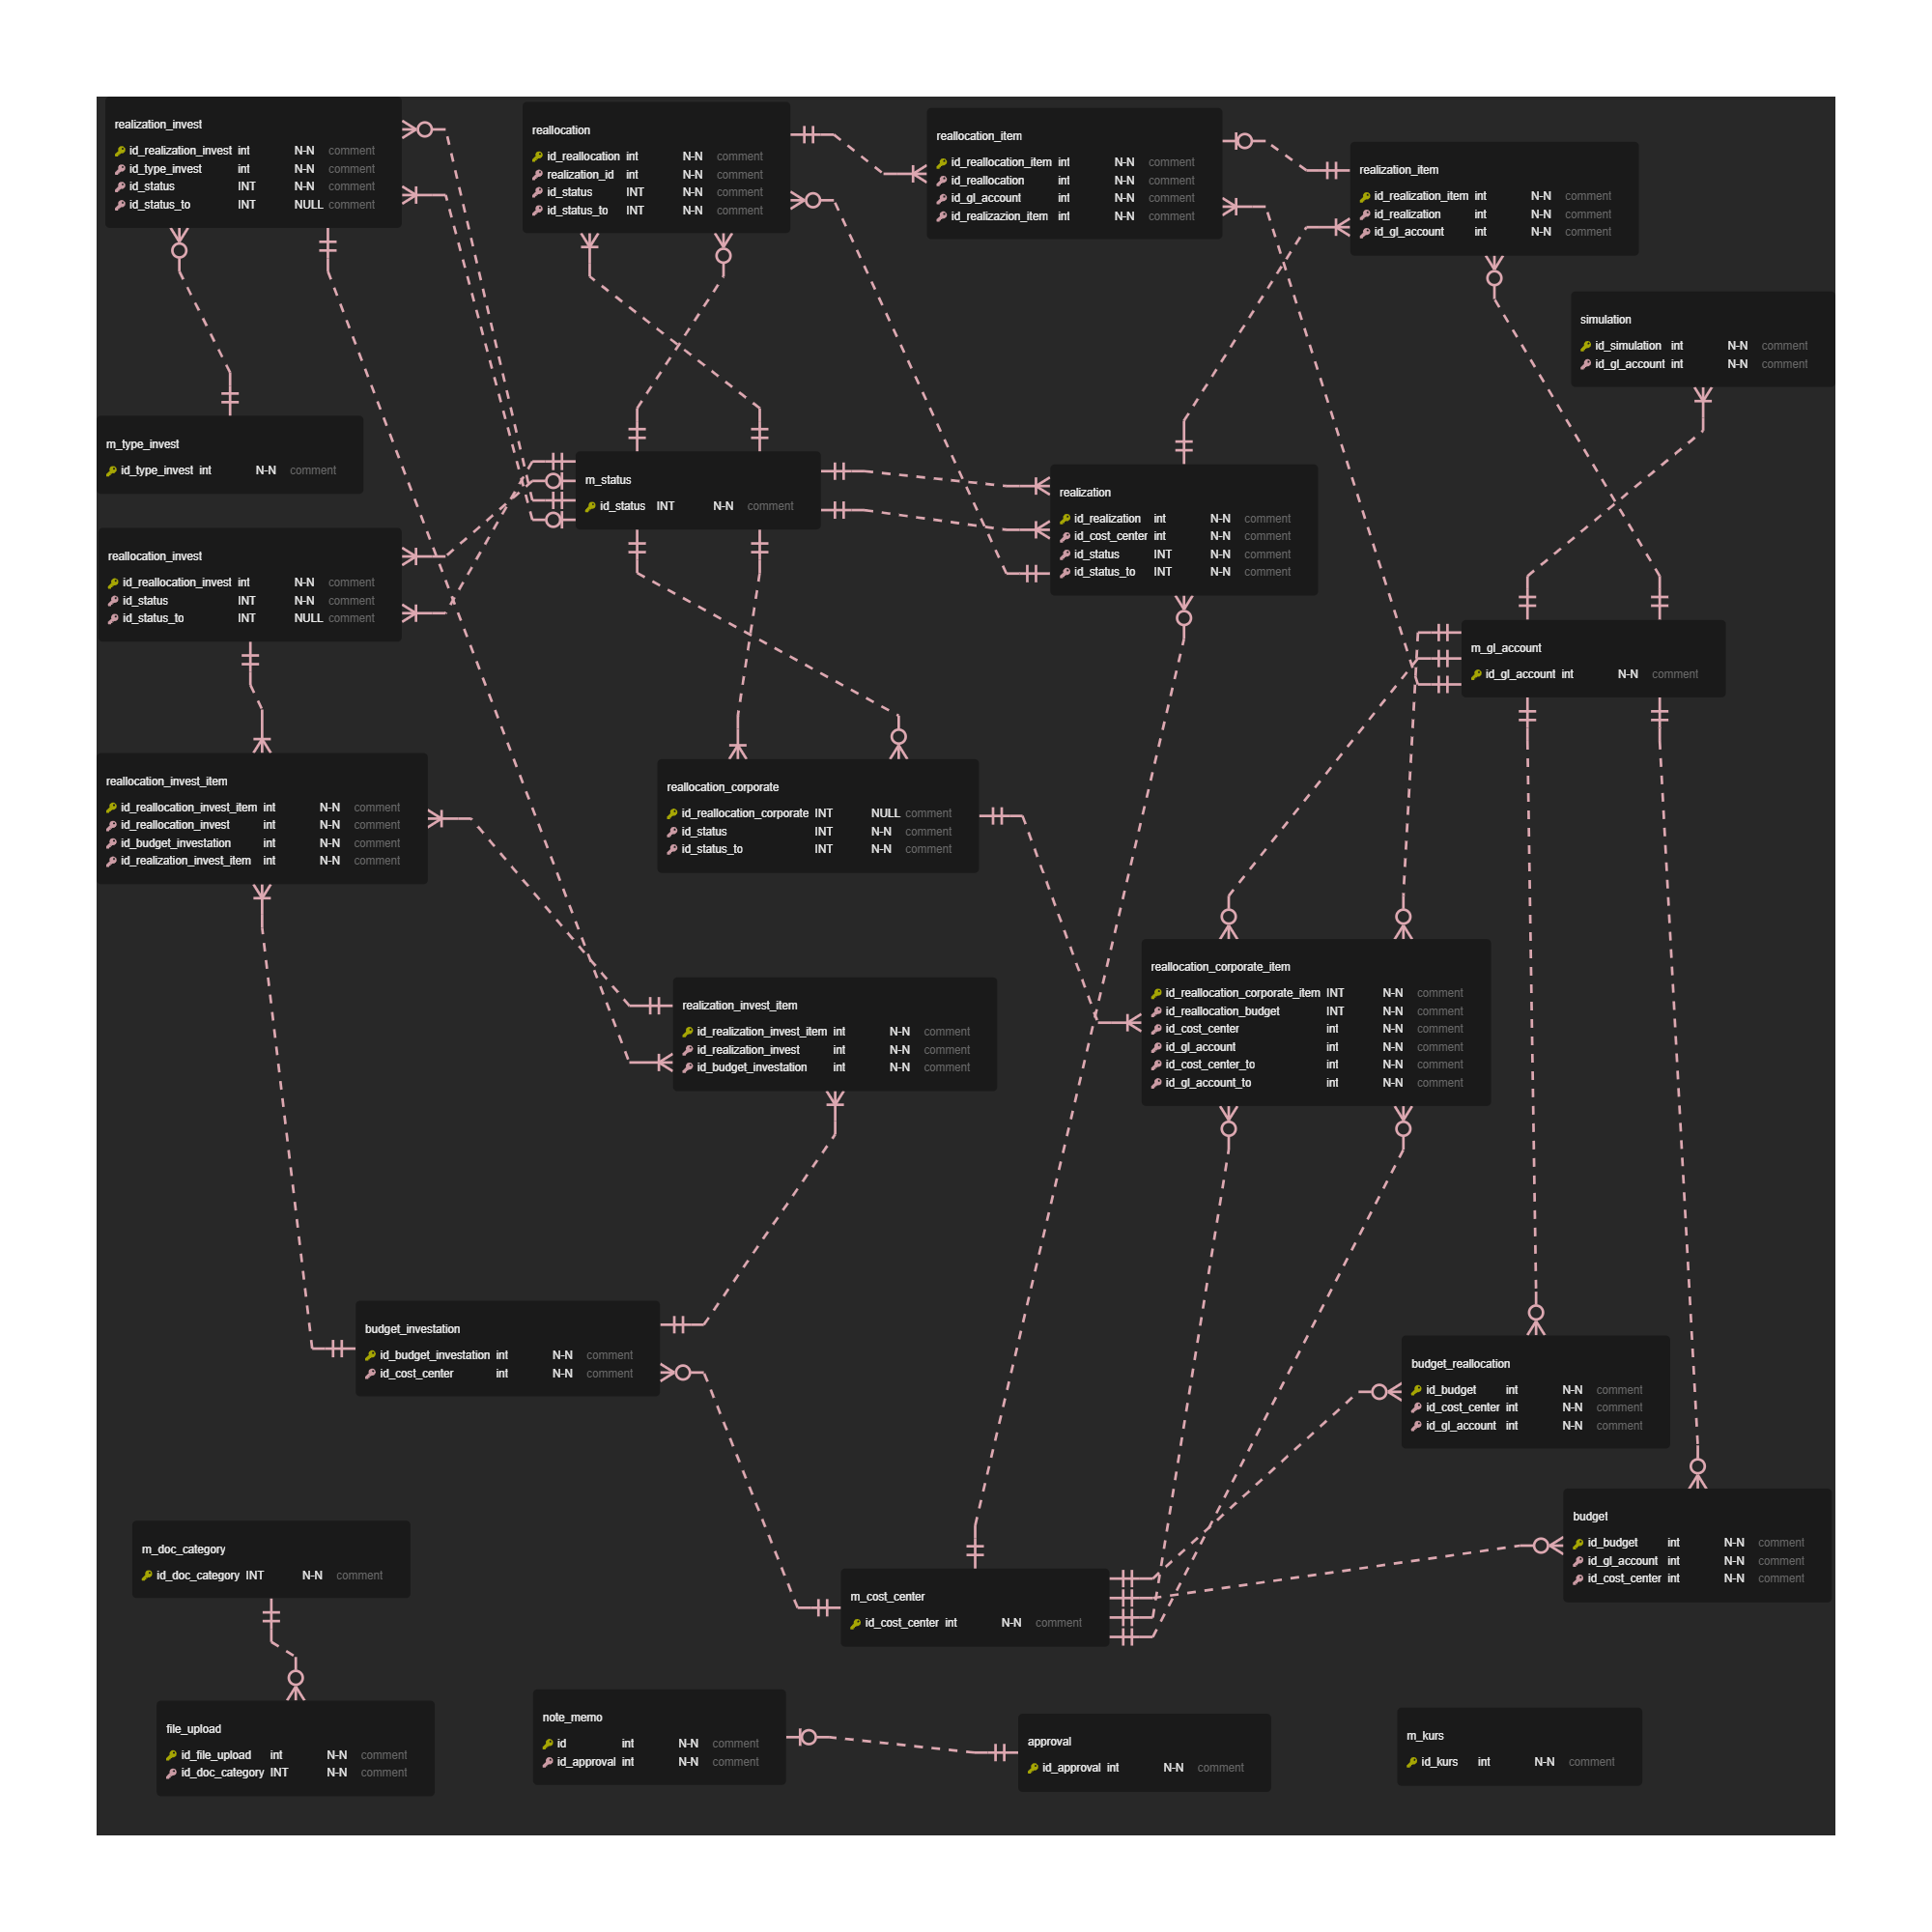 realization_invest
id_realization_invest int N-N comment
id_type_invest int N-N comment
id_status INT N-N comment
id_status_to INT NULL comment
reallocation
id_reallocation int N-N comment
realization_id int N-N comment
id_status INT N-N comment
id_status_to INT N-N comment
reallocation_item
id_reallocation_item int N-N comment
id_reallocation int N-N comment
id_gl_account int N-N comment
id_realizazion_item int N-N comment
realization_item
id_realization_item int N-N comment
id_realization int N-N comment
id_gl_account int N-N comment
simulation
id_simulation int N-N comment
id_gl_account int N-N comment
m_type_invest
id_type_invest int N-N comment
m_status
id_status INT N-N comment
realization
id_realization int N-N comment
id_cost_center int N-N comment
id_status INT N-N comment
id_status_to INT N-N comment
reallocation_invest
id_reallocation_invest int N-N comment
id_status INT N-N comment
id_status_to INT NULL comment
m_gl_account
id_gl_account int N-N comment
reallocation_invest_item
id_reallocation_invest_item int N-N comment
id_reallocation_invest int N-N comment
id_budget_investation int N-N comment
id_realization_invest_item int N-N comment
reallocation_corporate
id_reallocation_corporate INT NULL comment
id_status INT N-N comment
id_status_to INT N-N comment
reallocation_corporate_item
id_reallocation_corporate_item INT N-N comment
id_reallocation_budget INT N-N comment
id_cost_center int N-N comment
id_gl_account int N-N comment
id_cost_center_to int N-N comment
id_gl_account_to int N-N comment
realization_invest_item
id_realization_invest_item int N-N comment
id_realization_invest int N-N comment
id_budget_investation int N-N comment
budget_investation
id_budget_investation int N-N comment
id_cost_center int N-N comment
budget_reallocation
id_budget int N-N comment
id_cost_center int N-N comment
id_gl_account int N-N comment
budget
id_budget int N-N comment
id_gl_account int N-N comment
id_cost_center int N-N comment
m_doc_category
id_doc_category INT N-N comment
m_cost_center
id_cost_center int N-N comment
file_upload
id_file_upload int N-N comment
id_doc_category INT N-N comment
note_memo
id int N-N comment
id_approval int N-N comment
approval
id_approval int N-N comment
m_kurs
id_kurs int N-N comment